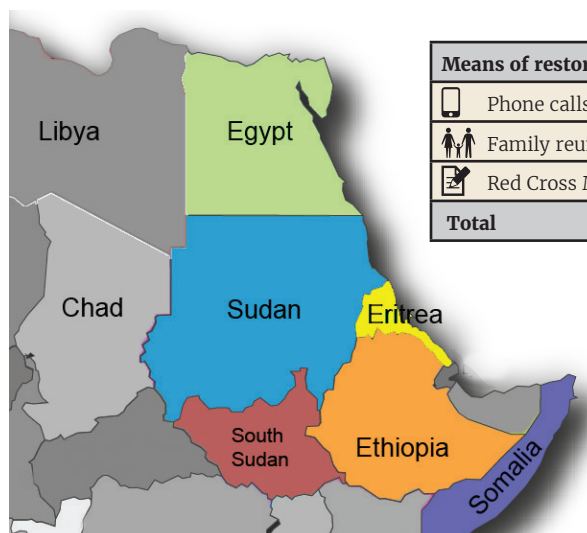 Means of restor
Phone calls
Family reu
Red Cross M
Total
Libya
Egypt
Chad
Sudan
Eritrea
South
Sudan
Ethiopia
Somalia